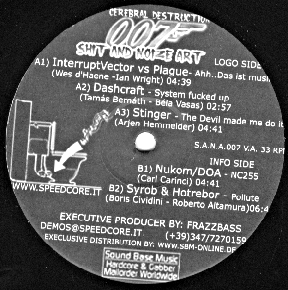 CEREBRAL DESTRUCTION
007
SHIT AND NOIZE ART
LOGO SIDE
A1) InterruptVector vs Plague- Ahh..Das ist musik
(Wes d'Haene -Ian Wright) 04:39
A2) Dashcraft - System fucked up
(Tamás Bernáth - Béla Vasas) 02:57
A3) Stinger - The Devil made me do it
(Arjen Hemmelder) 04:41
S.A.N.A 007 V.A. 33 RPM
INFO SIDE
B1) Nukom/DOA - NC255
(Carl Carinci) 04:41
WWW.SPEEDCORE.IT
B2) Syrob & Hotrebor - Pollute
(Boris Cividini - Roberto Altamura)06:4
EXECUTIVE PRODUCER BY: FRAZZBASS
DEMOS@SPEEDCORE.IT (+39)347/7270159
EXECLUSIVE DISTRIBUTION BY: WWW.SBM-ONLINE.DE
Sound Base Music
Hardcore & Gabber
Mailorder Worldwide